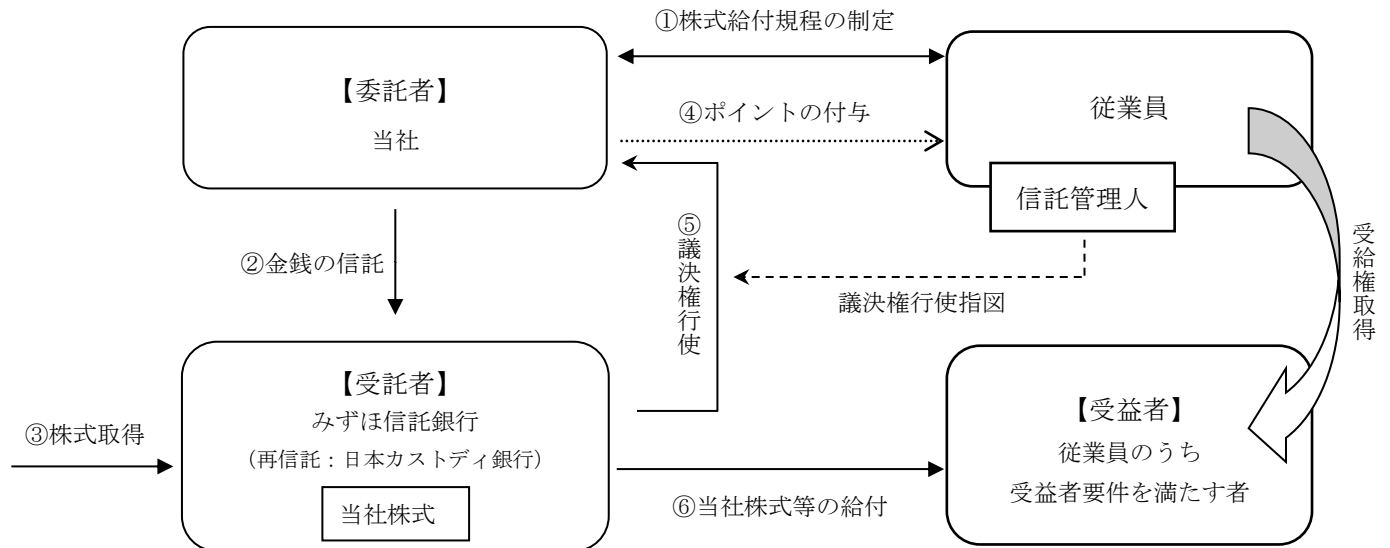 ①株式給付規程の制定
【委託者】
当社
④ポイントの付与
従業員
信託管理人
②金銭の信託
⑤議決権行使
議決権行使指図
受給権取得
③株式取得
【受託者】
みずほ信託銀行
(再信託：日本カストディ銀行)
当社株式
⑥当社株式等の給付
【受益者】
従業員のうち
受益者要件を満たす者